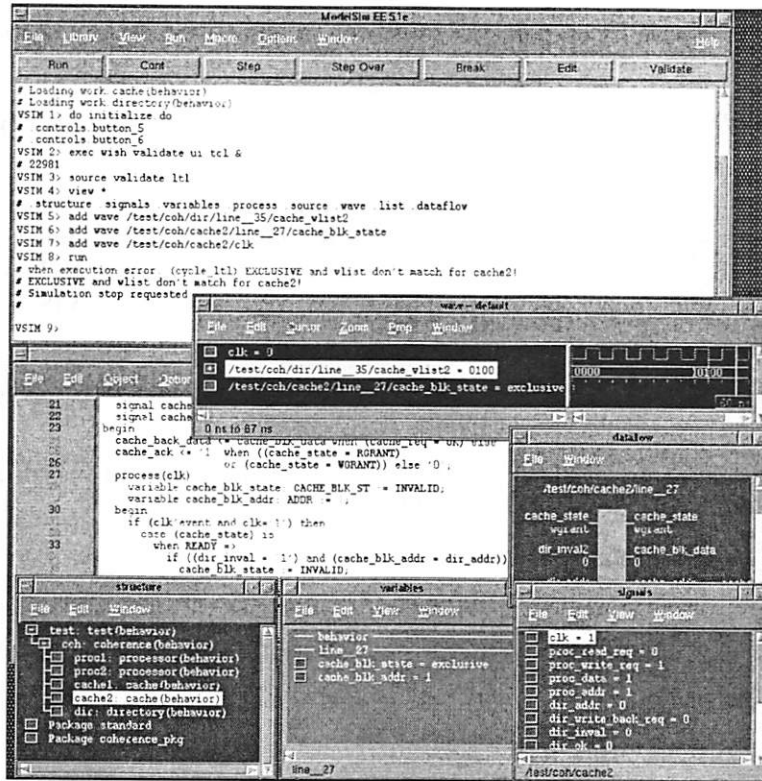 ModelSim EE 5.1e
File Library View Run Macro Options Window Help
Run Cont Step Step Over Break Edit Validate
# Loading work.cache(behavior)
# Loading work.directory(behavior)
VSIM 1> do initialize.do
# .controls.button_5
# .controls.button_6
VSIM 2> exec wish validate_ui.tcl &
# 22981
VSIM 3> source validate.ltl
VSIM 4> view *
# .structure .signals .variables .process .source .wave .list .dataflow
VSIM 5> add wave /test/coh/dir/line__35/cache_wlist2
VSIM 6> add wave /test/coh/cache2/line__27/cache_blk_state
VSIM 7> add wave /test/coh/cache2/clk
VSIM 8> run
# when execution error: (cycle_ltl) EXCLUSIVE and wlist don't match for cache2!
# EXCLUSIVE and wlist don't match for cache2!
# Simulation stop requested
#
VSIM 9>
wave - default
File Edit Cursor Zoom Prop Window
clk = 0
/test/coh/dir/line__35/cache_wlist2 = 0100 0000 0100
/test/coh/cache2/line__27/cache_blk_state = exclusive
0 ns to 67 ns
File Edit Object
21 signal cache
22 signal cache
23 begin
cache_back_data <= cache_blk_data when (cache_req = OK) else
cache_ack <= '1' when ((cache_state = RGRANT)
26 or (cache_state = WGRANT)) else '0';
27 process(clk)
variable cache_blk_state: CACHE_BLK_ST := INVALID;
variable cache_blk_addr: ADDR :=
30 begin
if (clk'event and clk='1') then
case (cache_state) is
33 when READY =>
if ((dir_inval = '1') and (cache_blk_addr = dir_addr))
cache_blk_state := INVALID;
dataflow
File Window
/test/coh/cache2/line__27
cache_state cache_state
wgrant wgrant
dir_inval2 cache_blk_data
0 0
structure
File Edit Window
test: test(behavior)
coh: coherence(behavior)
proc1: processor(behavior)
proc2: processor(behavior)
cache1: cache(behavior)
cache2: cache(behavior)
dir: directory(behavior)
Package standard
Package coherence_pkg
variables
File Edit View Window
behavior
line__27
cache_blk_state = exclusive
cache_blk_addr = 1
line__27
signals
File Edit View Window
clk = 1
proc_read_req = 0
proc_write_req = 1
proc_data = 1
proc_addr = 1
dir_addr = 0
dir_write_back_req = 0
dir_inval = 0
dir_ok = 0
/test/coh/cache2